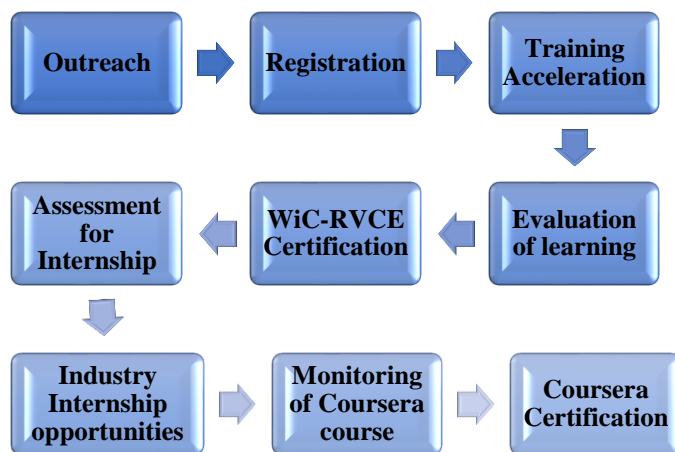 Outreach
Registration
Training
Acceleration
Evaluation
of learning
WiC-RVCE
Certification
Assessment
for
Internship
Industry
Internship
opportunities
Monitoring
of Coursera
course
Coursera
Certification